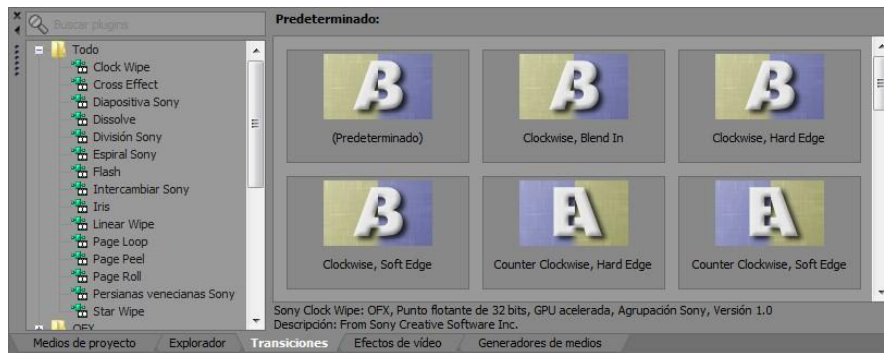 Buscar plugins
Todo
Clock Wipe
Cross Effect
Diapositiva Sony
Dissolve
División Sony
Espiral Sony
Flash
Intercambiar Sony
Iris
Linear Wipe
Page Loop
Page Peel
Page Roll
Persianas venecianas Sony
Star Wipe
OFX
Predeterminado:
(Predeterminado)
Clockwise, Blend In
Clockwise, Hard Edge
Clockwise, Soft Edge
Counter Clockwise, Hard Edge
Counter Clockwise, Soft Edge
Sony Clock Wipe: OFX, Punto flotante de 32 bits, GPU acelerada, Agrupación Sony, Versión 1.0
Descripción: From Sony Creative Software Inc.
Medios de proyecto Explorador Transiciones Efectos de vídeo Generadores de medios